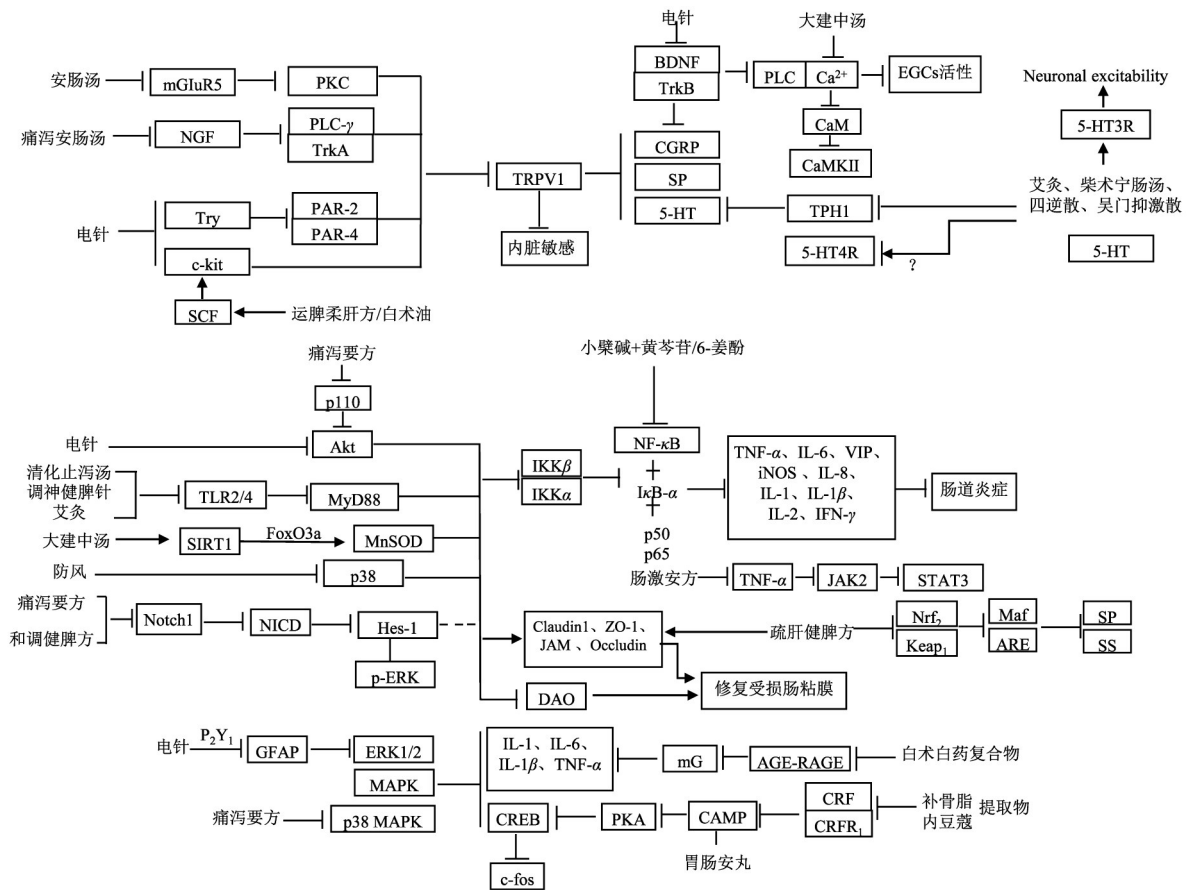 电针
大建中汤
安肠汤
mGIuR5
PKC
BDNF
TrkB
PLC
Ca²⁺
EGCs活性
Neuronal excitability
痛泻安肠汤
NGF
PLC-γ
TrkA
CaM
5-HT3R
CGRP
CaMKII
TRPV1
SP
5-HT
TPH1
艾灸、柴术宁肠汤、
四逆散、吴门抑激散
电针
Try
PAR-2
PAR-4
内脏敏感
5-HT4R
?
5-HT
c-kit
SCF
运脾柔肝方/白术油
痛泻要方
小檗碱+黄芩苷/6-姜酚
p110
电针
Akt
NF-κB
清化止泻汤
调神健脾针
艾灸
TLR2/4
MyD88
IKKβ
IKKα
IκB-α
p50
p65
TNF-α、IL-6、VIP、
iNOS 、IL-8、
IL-1、IL-1β、
IL-2、IFN-γ
肠道炎症
大建中汤
SIRT1
FoxO3a
MnSOD
防风
p38
肠激安方
TNF-α
JAK2
STAT3
痛泻要方
和调健脾方
Notch1
NICD
Hes-1
p-ERK
Claudin1、ZO-1、
JAM 、Occludin
疏肝健脾方
Nrf₂
Keap₁
Maf
ARE
SP
SS
DAO
修复受损肠粘膜
电针
P₂Y₁
GFAP
ERK1/2
MAPK
IL-1、IL-6、
IL-1β、TNF-α
mG
AGE-RAGE
白术白药复合物
痛泻要方
p38 MAPK
CREB
PKA
CAMP
CRF
CRFR₁
补骨脂
内豆蔻
提取物
c-fos
胃肠安丸